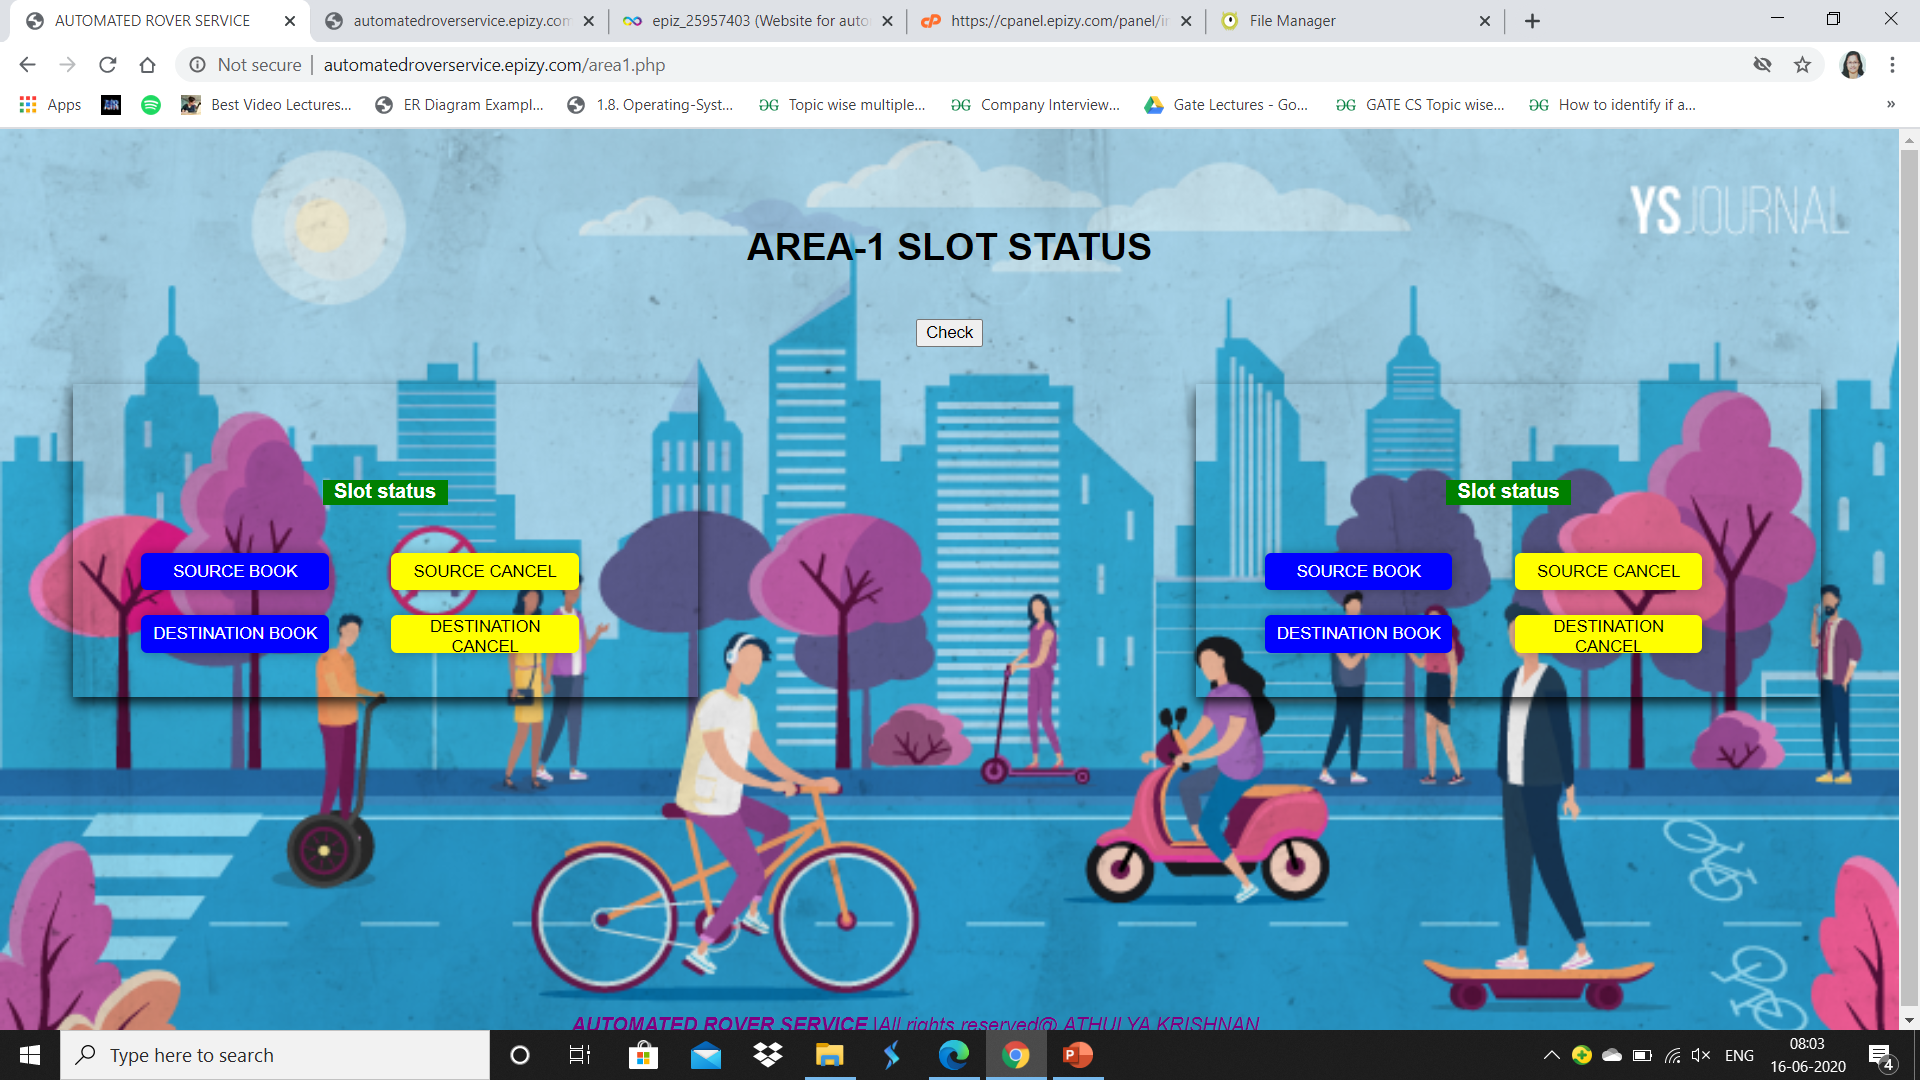 AUTOMATED ROVER SERVICE
automatedroverservice.epizy.com
epiz_25957403 (Website for auto
https://cpanel.epizy.com/panel/in
File Manager
Not secure | automatedroverservice.epizy.com/area1.php
Apps
Best Video Lectures...
ER Diagram Exampl...
1.8. Operating-Syst...
Topic wise multiple...
Company Interview...
Gate Lectures - Go...
GATE CS Topic wise...
How to identify if a...
»
YSJOURNAL
AREA-1 SLOT STATUS
Check
Slot status
SOURCE BOOK
SOURCE CANCEL
DESTINATION BOOK
DESTINATION
CANCEL
Slot status
SOURCE BOOK
SOURCE CANCEL
DESTINATION BOOK
DESTINATION
CANCEL
AUTOMATED ROVER SERVICE |All rights reserved@ ATHULYA KRISHNAN
Type here to search
ENG
08:03
16-06-2020
4